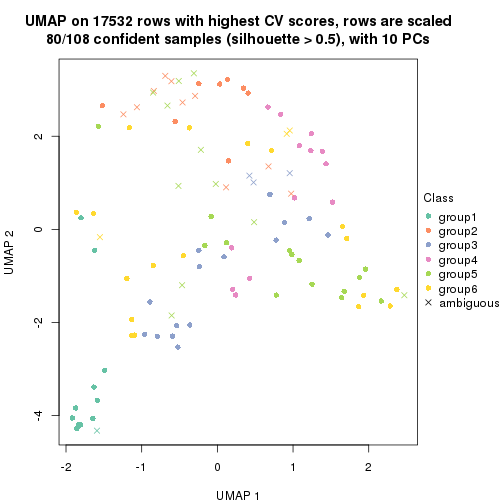 UMAP on 17532 rows with highest CV scores, rows are scaled
80/108 confident samples (silhouette > 0.5), with 10 PCs
UMAP 2
2
0
-2
-4
-2
-1
0
1
2
UMAP 1
Class
group1
group2
group3
group4
group5
group6
ambiguous